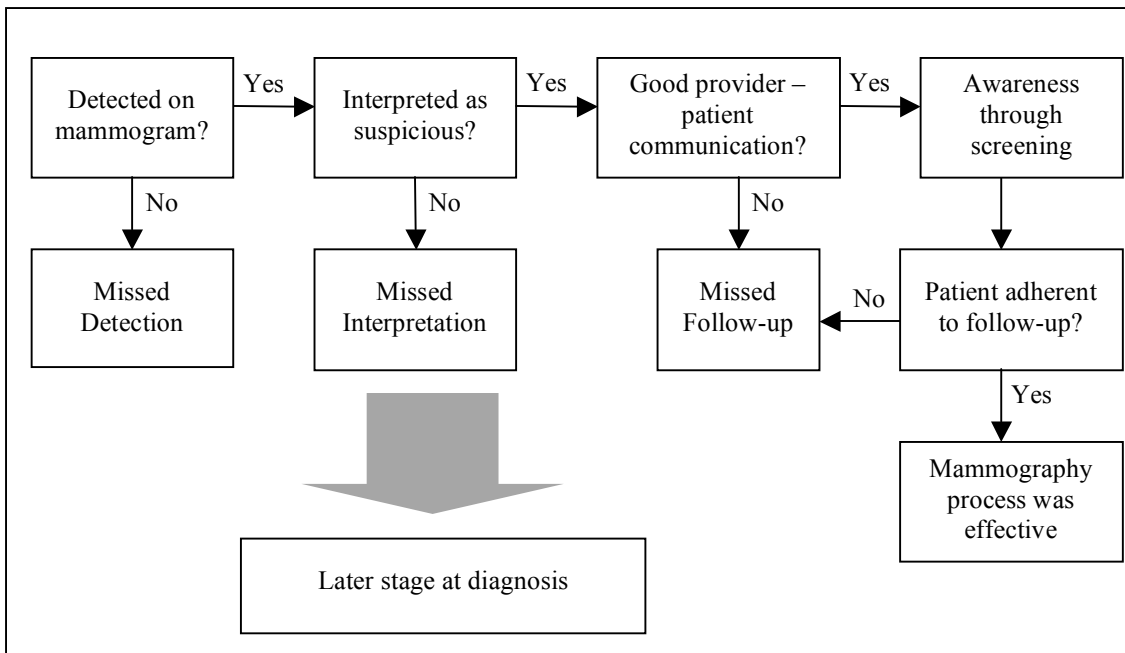 Detected on
mammogram?
Yes
Interpreted as
suspicious?
Yes
Good provider –
patient
communication?
Yes
Awareness
through
screening
No
No
No
Missed
Detection
Missed
Interpretation
Missed
Follow-up
No
Patient adherent
to follow-up?
Yes
Mammography
process was
effective
Later stage at diagnosis